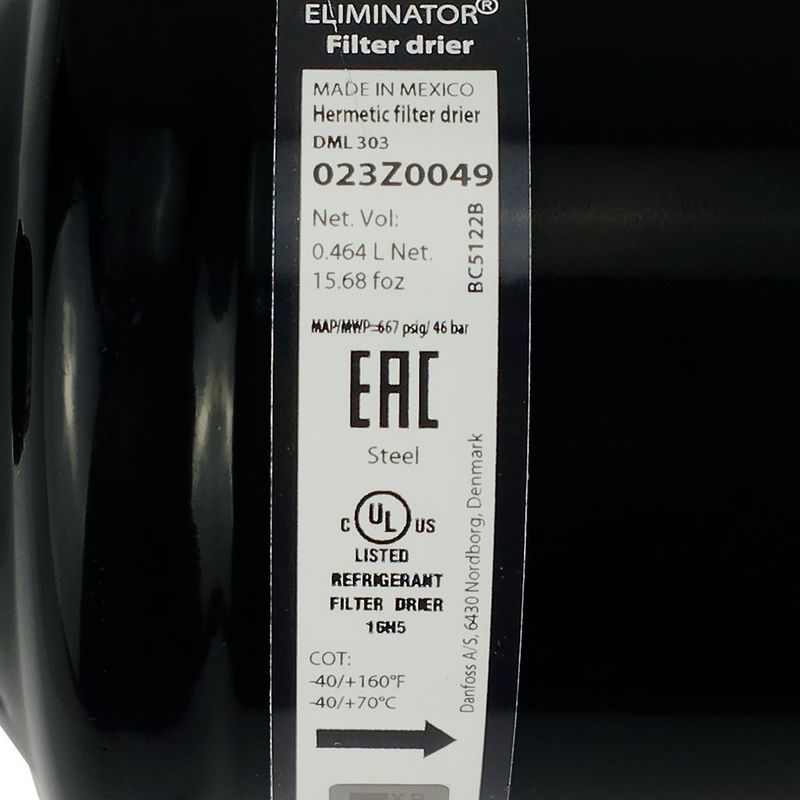 ELIMINATOR®
Filter drier
MADE IN MEXICO
Hermetic filter drier
DML 303
023Z0049
Net. Vol:
0.464 L Net.
15.68 foz
BC5122B
MAP/MWP=667 psig/ 46 bar
EAC
Steel
C UL US
LISTED
REFRIGERANT
FILTER DRIER
16H5
Danfoss A/S, 6430 Nordborg, Denmark
COT:
-40/+160°F
-40/+70°C